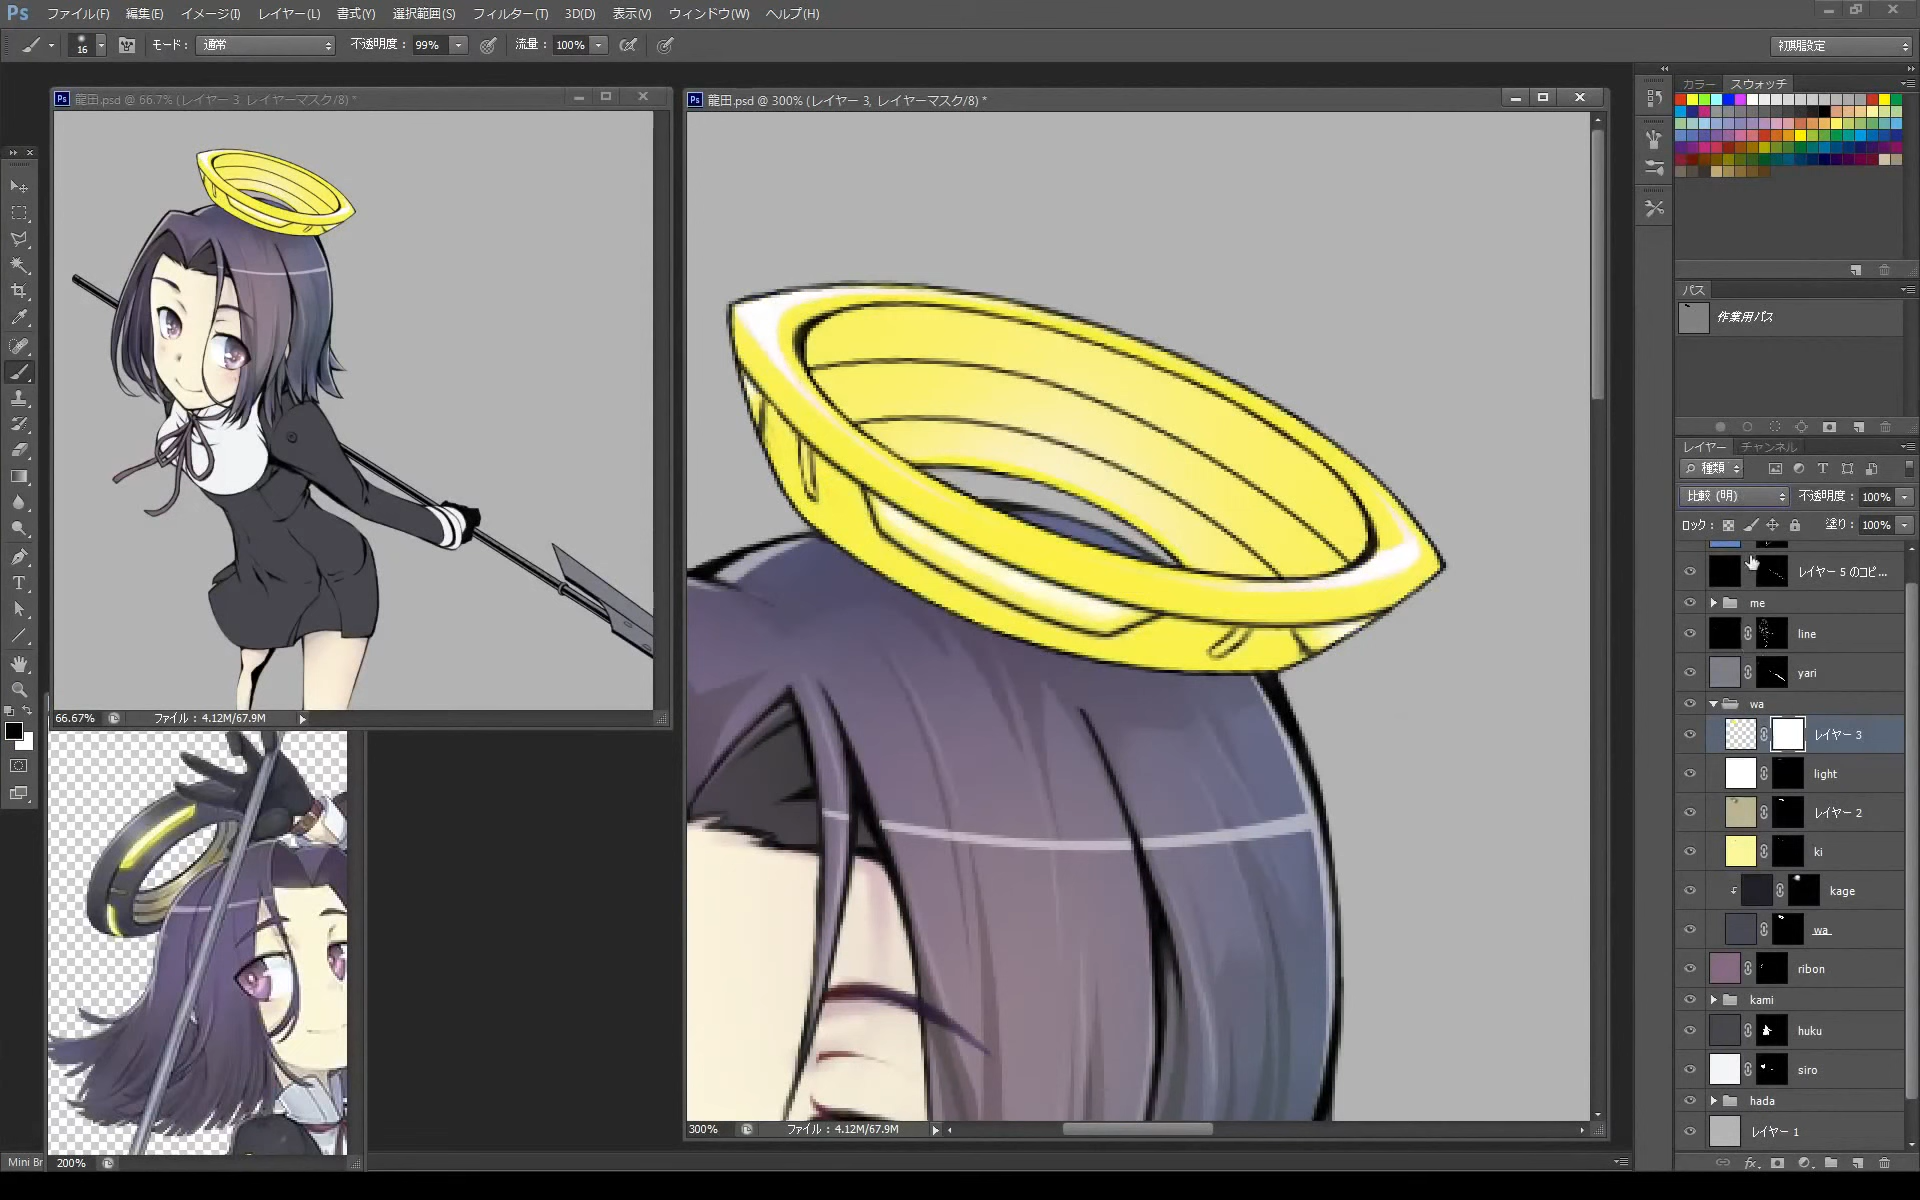 Ps ファイル(F) 編集(E) イメージ(I) レイヤー(L) 書式(Y) 選択範囲(S) フィルター(T) 3D(D) 表示(V) ウィンドウ(W) ヘルプ(H)
16 モード： 通常 不透明度： 99% 流量： 100% 初期設定
Ps 龍田.psd @ 66.7% (レイヤー 3, レイヤーマスク/8) *
Ps 龍田.psd @ 300% (レイヤー 3, レイヤーマスク/8) *
カラー スウォッチ
パス
作業用パス
レイヤー チャンネル
種類
比較 (明) 不透明度： 100%
ロック： 塗り： 100%
レイヤー 5 のコピ...
me
line
yari
wa
レイヤー 3
light
レイヤー 2
ki
kage
wa
ribon
kami
huku
siro
hada
レイヤー 1
66.67% ファイル：4.12M/67.9M
300% ファイル：4.12M/67.9M
Mini Br 200%
fx